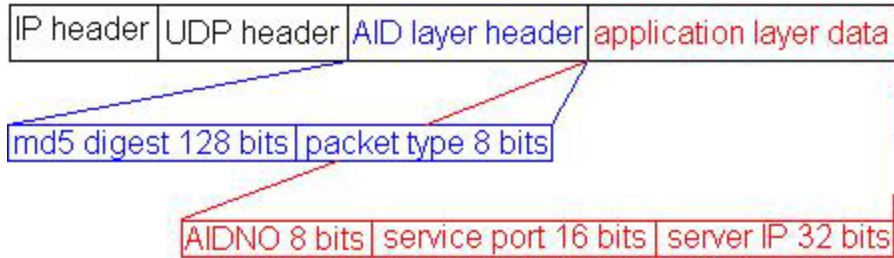 IP header UDP header AID layer header application layer data
md5 digest 128 bits packet type 8 bits
AIDNO 8 bits service port 16 bits server IP 32 bits